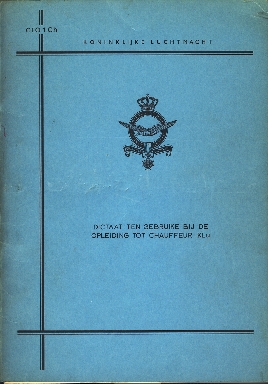 KONINKLIJKE LUCHTMACHT
DICTAAT TEN GEBRUIKE BIJ DE
OPLEIDING TOT CHAUFFEUR KLU